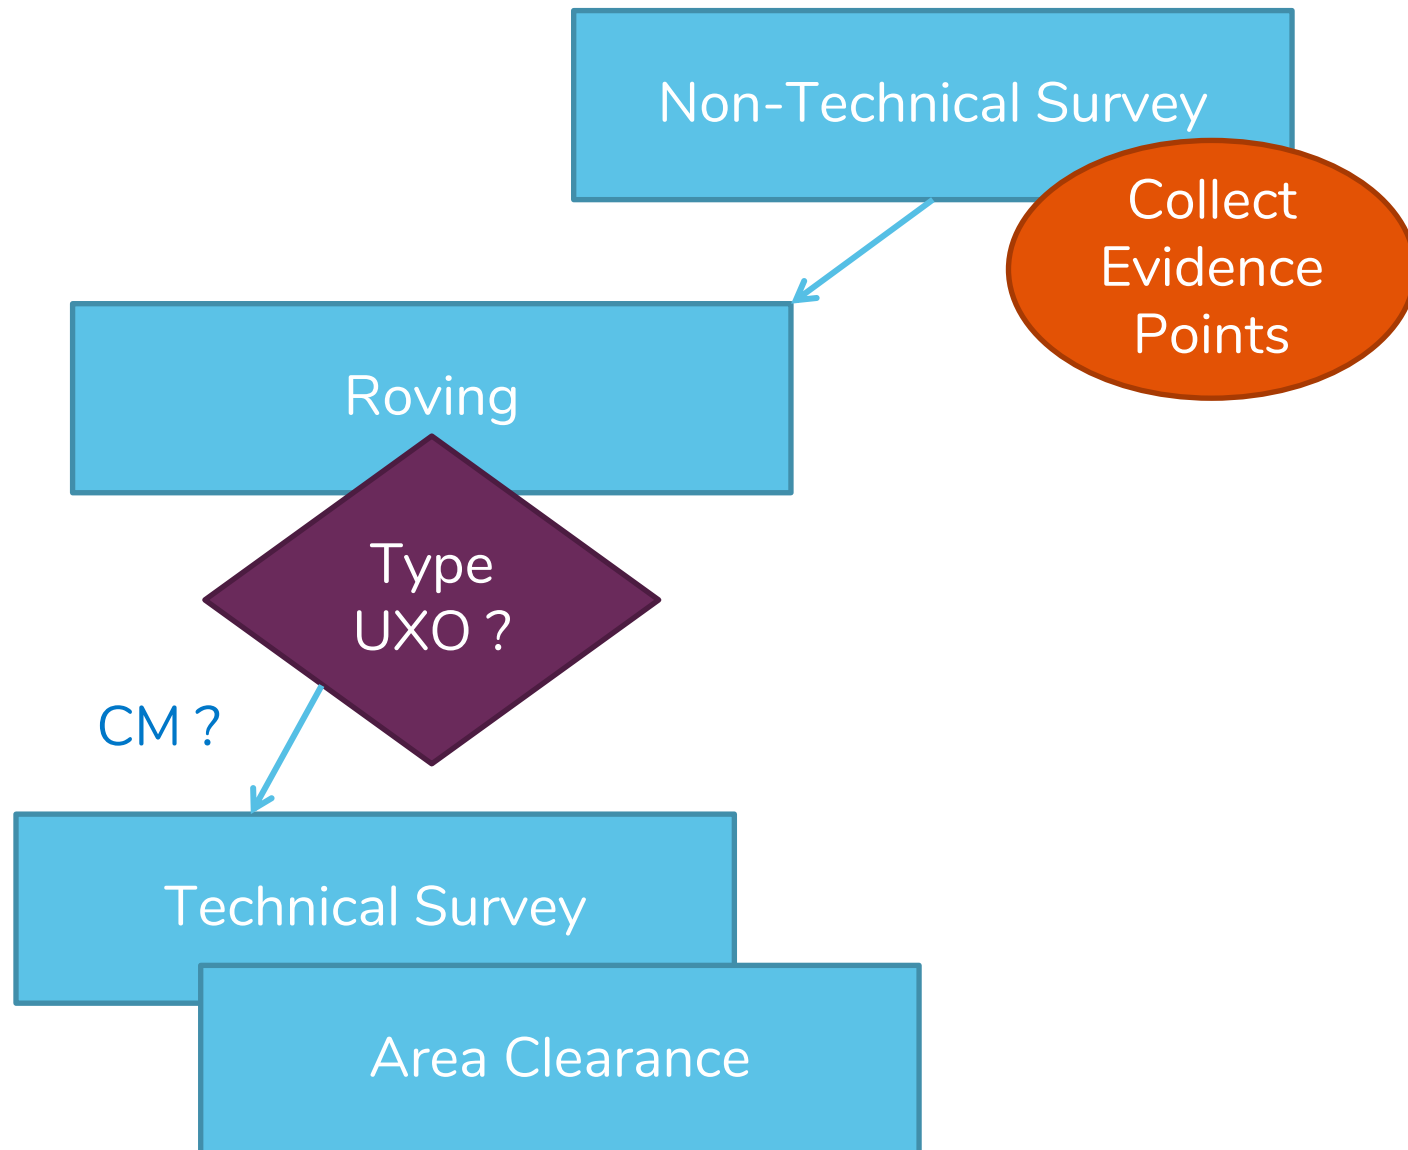 Non-Technical Survey
Collect
Evidence
Points
Roving
Type
UXO ?
CM ?
Technical Survey
Area Clearance